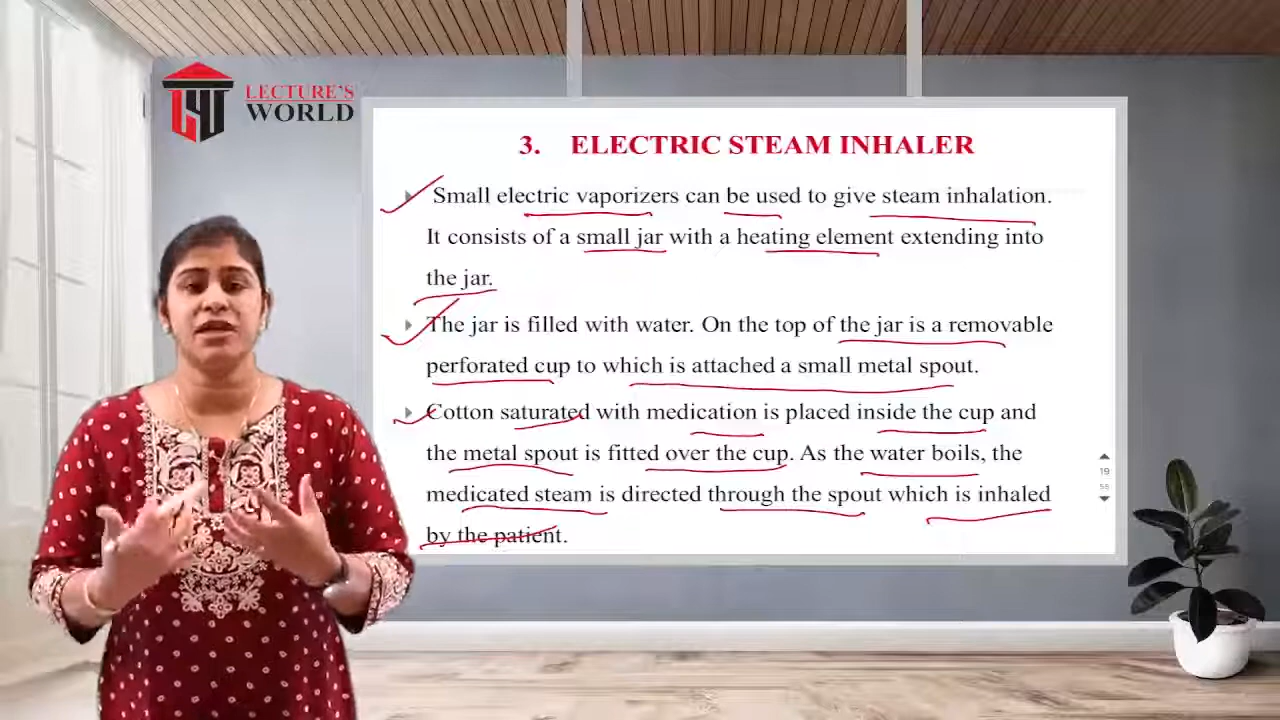 LECTURE'S
WORLD
3. ELECTRIC STEAM INHALER
Small electric vaporizers can be used to give steam inhalation.
It consists of a small jar with a heating element extending into
the jar.
The jar is filled with water. On the top of the jar is a removable
perforated cup to which is attached a small metal spout.
Cotton saturated with medication is placed inside the cup and
the metal spout is fitted over the cup. As the water boils, the
medicated steam is directed through the spout which is inhaled
by the patient.
19
58